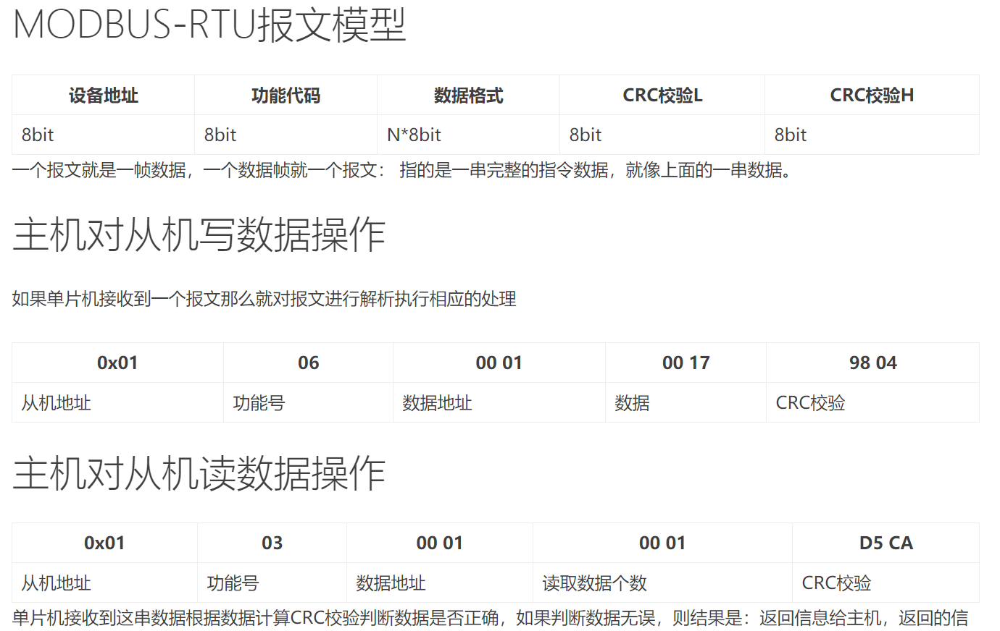 MODBUS-RTU报文模型
设备地址 功能代码 数据格式 CRC校验L CRC校验H
8bit 8bit N*8bit 8bit 8bit
一个报文就是一帧数据，一个数据帧就一个报文： 指的是一串完整的指令数据，就像上面的一串数据。
主机对从机写数据操作
如果单片机接收到一个报文那么就对报文进行解析执行相应的处理
0x01 06 00 01 00 17 98 04
从机地址 功能号 数据地址 数据 CRC校验
主机对从机读数据操作
0x01 03 00 01 00 01 D5 CA
从机地址 功能号 数据地址 读取数据个数 CRC校验
单片机接收到这串数据根据数据计算CRC校验判断数据是否正确，如果判断数据无误，则结果是：返回信息给主机，返回的信